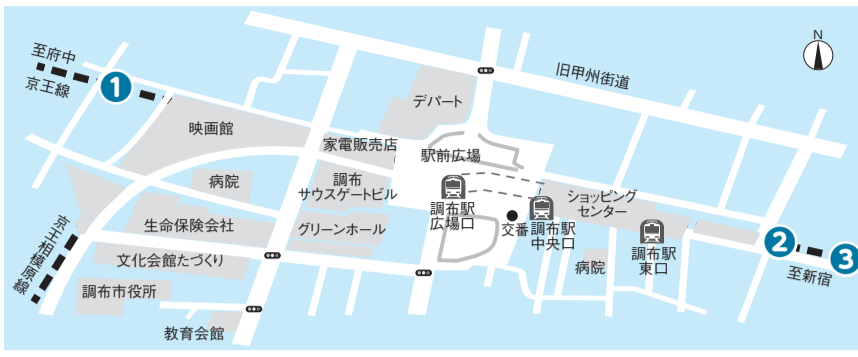 N
至府中
京王線
1
旧甲州街道
デパート
映画館
家電販売店
駅前広場
病院
調布
サウスゲートビル
調布駅
広場口
ショッピング
センター
生命保険会社
グリーンホール
交番
調布駅
中央口
調布駅
東口
病院
2
3
至新宿
京王相模原線
文化会館たづくり
調布市役所
教育会館